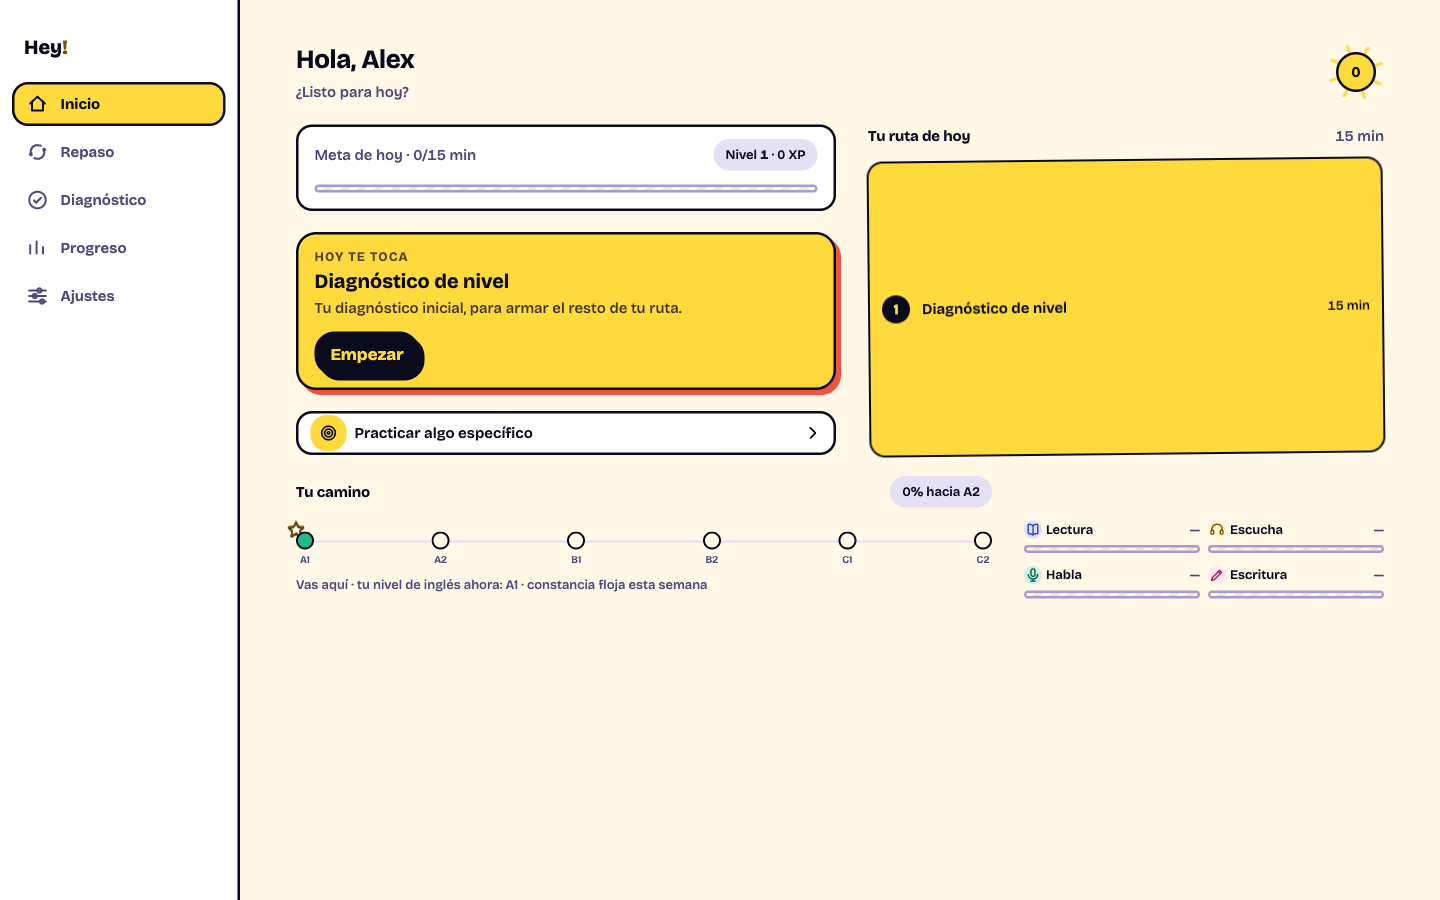 Hey!
Inicio
Repaso
Diagnóstico
Progreso
Ajustes
Hola, Alex
¿Listo para hoy?
0
Meta de hoy · 0/15 min
Nivel 1 · 0 XP
HOY TE TOCA
Diagnóstico de nivel
Tu diagnóstico inicial, para armar el resto de tu ruta.
Empezar
Practicar algo específico
Tu ruta de hoy
15 min
1
Diagnóstico de nivel
15 min
Tu camino
0% hacia A2
A1
A2
B1
B2
C1
C2
Vas aquí · tu nivel de inglés ahora: A1 · constancia floja esta semana
Lectura
–
Escucha
–
Habla
–
Escritura
–